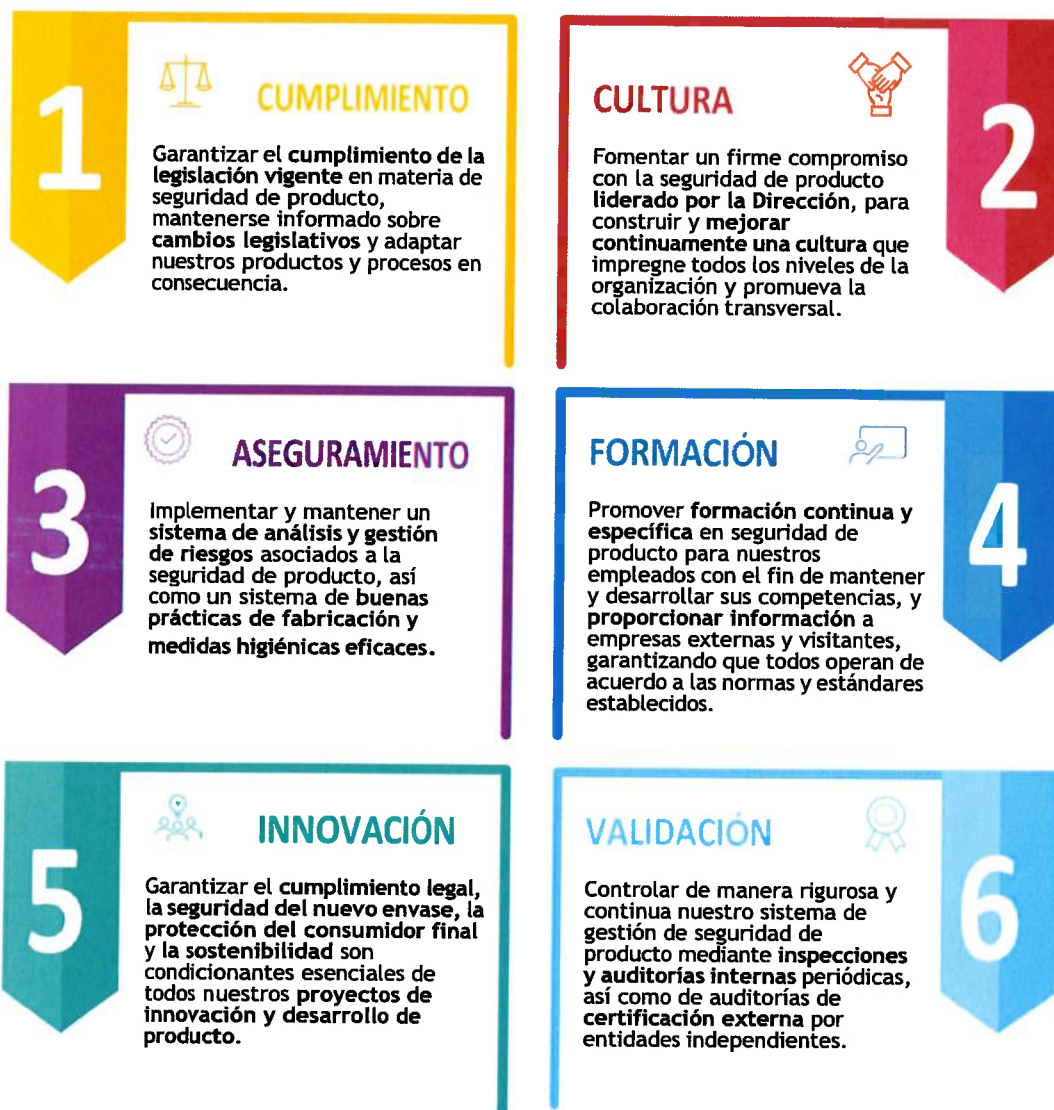 1
CUMPLIMIENTO
Garantizar el cumplimiento de la
legislación vigente en materia de
seguridad de producto,
mantenerse informado sobre
cambios legislativos y adaptar
nuestros productos y procesos en
consecuencia.
2
CULTURA
Fomentar un firme compromiso
con la seguridad de producto
liderado por la Dirección, para
construir y mejorar
continuamente una cultura que
impregne todos los niveles de la
organización y promueva la
colaboración transversal.
3
ASEGURAMIENTO
Implementar y mantener un
sistema de análisis y gestión
de riesgos asociados a la
seguridad de producto, así
como un sistema de buenas
prácticas de fabricación y
medidas higiénicas eficaces.
4
FORMACIÓN
Promover formación continua y
específica en seguridad de
producto para nuestros
empleados con el fin de mantener
y desarrollar sus competencias, y
proporcionar información a
empresas externas y visitantes,
garantizando que todos operan de
acuerdo a las normas y estándares
establecidos.
5
INNOVACIÓN
Garantizar el cumplimiento legal,
la seguridad del nuevo envase, la
protección del consumidor final
y la sostenibilidad son
condicionantes esenciales de
todos nuestros proyectos de
innovación y desarrollo de
producto.
6
VALIDACIÓN
Controlar de manera rigurosa y
continua nuestro sistema de
gestión de seguridad de
producto mediante inspecciones
y auditorías internas periódicas,
así como de auditorías de
certificación externa por
entidades independientes.